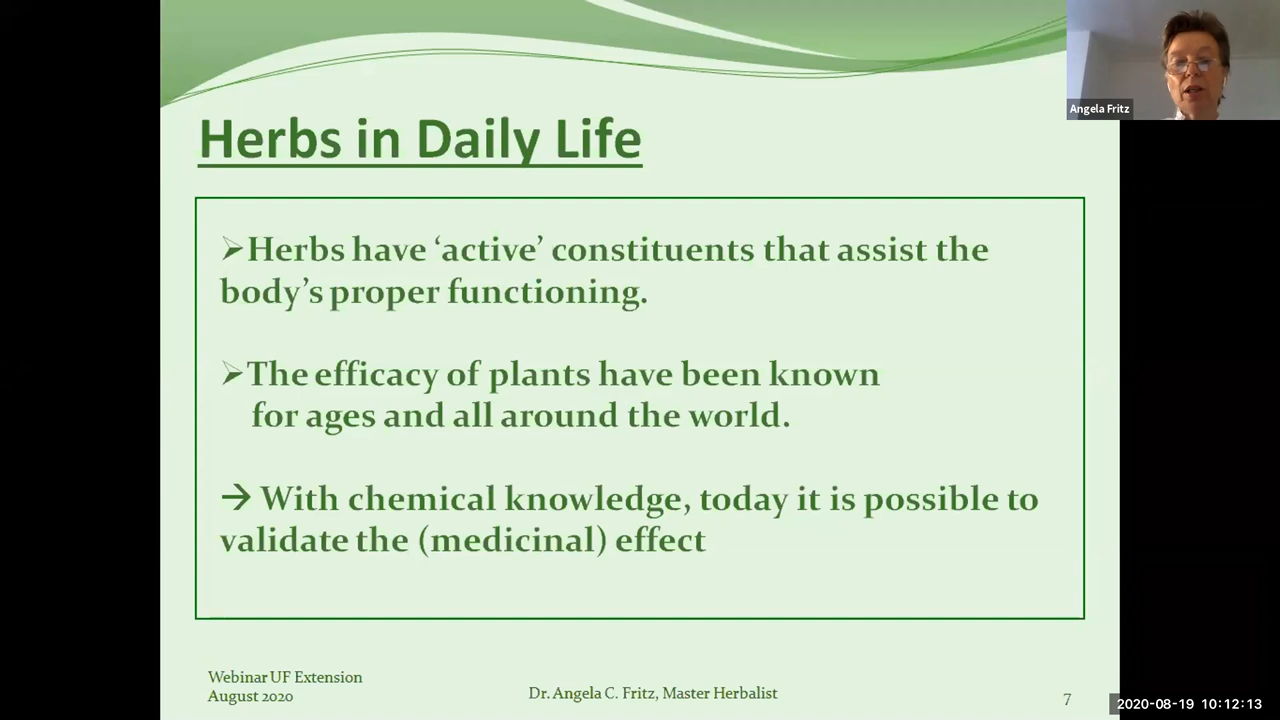 Angela Fritz
Herbs in Daily Life
➢Herbs have ‘active’ constituents that assist the
body’s proper functioning.
➢The efficacy of plants have been known
for ages and all around the world.
→ With chemical knowledge, today it is possible to
validate the (medicinal) effect
Webinar UF Extension
August 2020
Dr. Angela C. Fritz, Master Herbalist
7
2020-08-19 10:12:13